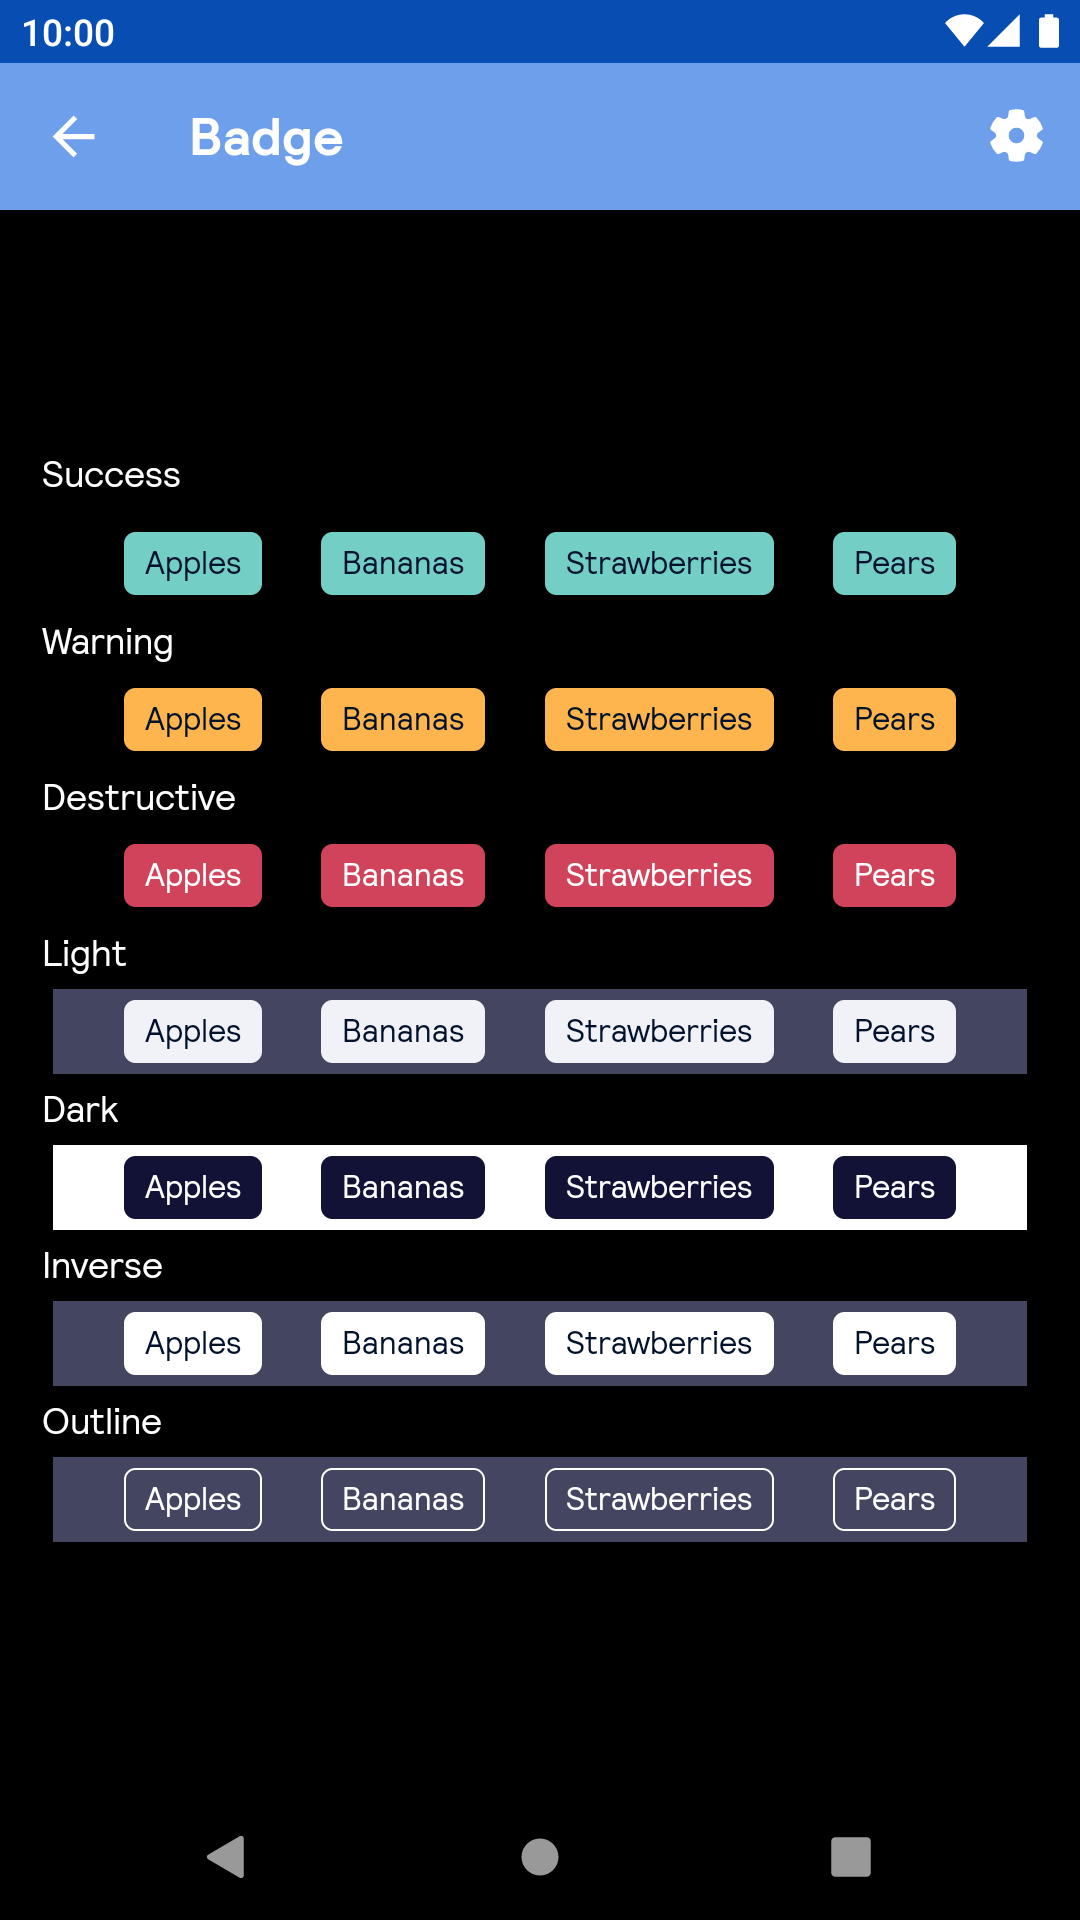 10:00
Badge
Success
Apples Bananas Strawberries Pears
Warning
Apples Bananas Strawberries Pears
Destructive
Apples Bananas Strawberries Pears
Light
Apples Bananas Strawberries Pears
Dark
Apples Bananas Strawberries Pears
Inverse
Apples Bananas Strawberries Pears
Outline
Apples Bananas Strawberries Pears